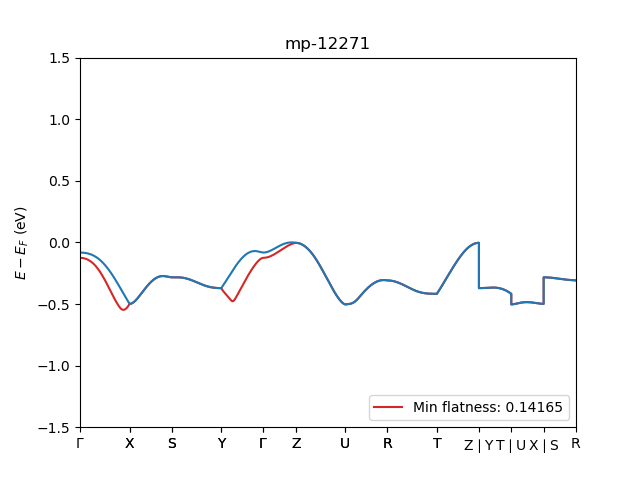 mp-12271
E − E_F (eV)
1.5
1.0
0.5
0.0
−0.5
−1.0
−1.5
Min flatness: 0.14165
Γ X S Y Γ Z U R T Z | Y T | U X | S R